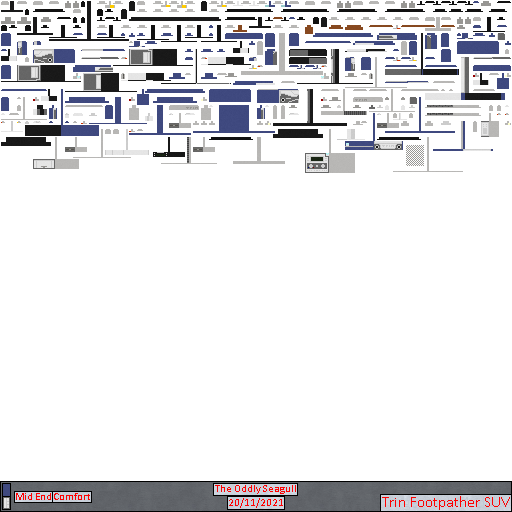 The Oddly Seagull
Mid End Comfort
20/11/2021
Trin Footpather SUV